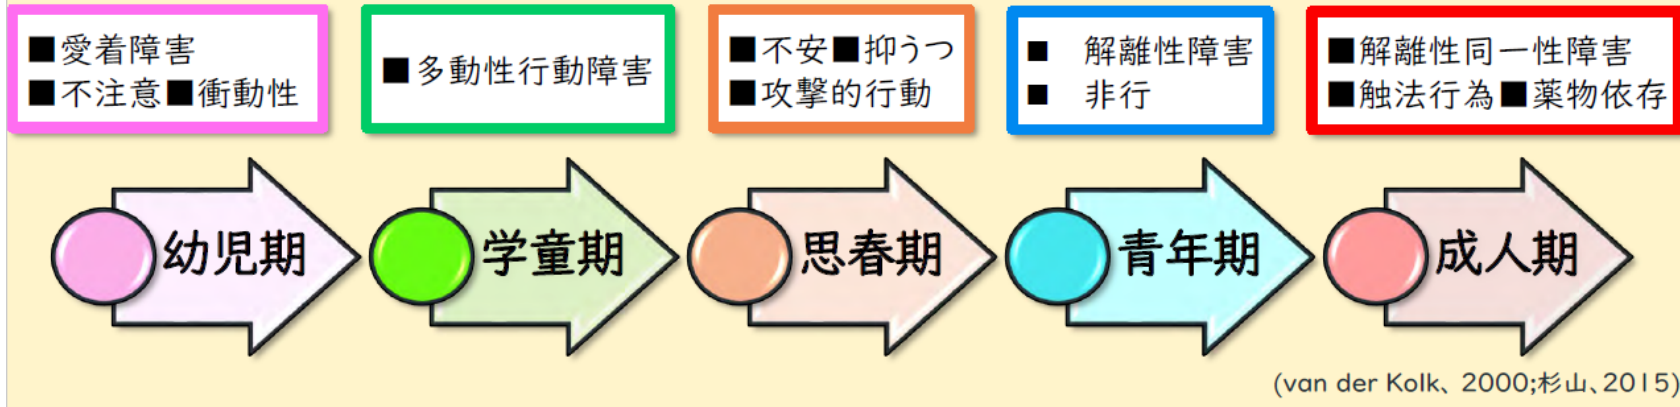 ■愛着障害
■不注意■衝動性
■多動性行動障害
■不安■抑うつ
■攻撃的行動
■ 解離性障害
■ 非行
■解離性同一性障害
■触法行為■薬物依存
幼児期
学童期
思春期
青年期
成人期
(van der Kolk、2000;杉山、2015)